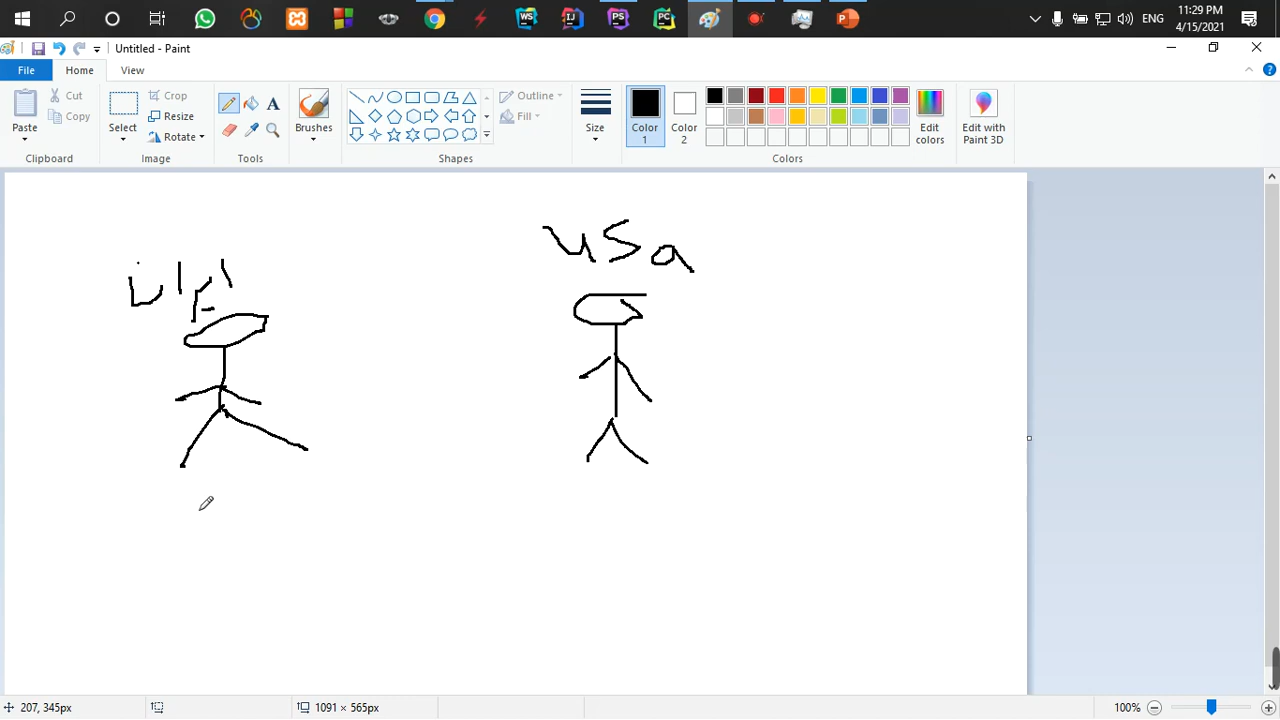 11:29 PM
ENG
4/15/2021
Untitled - Paint
File
Home
View
Paste
Cut
Copy
Clipboard
Select
Crop
Resize
Rotate
Image
Tools
Brushes
Shapes
Outline
Fill
Size
Color 1
Color 2
Colors
Edit colors
Edit with Paint 3D
usa
207, 345px
1091 × 565px
100%